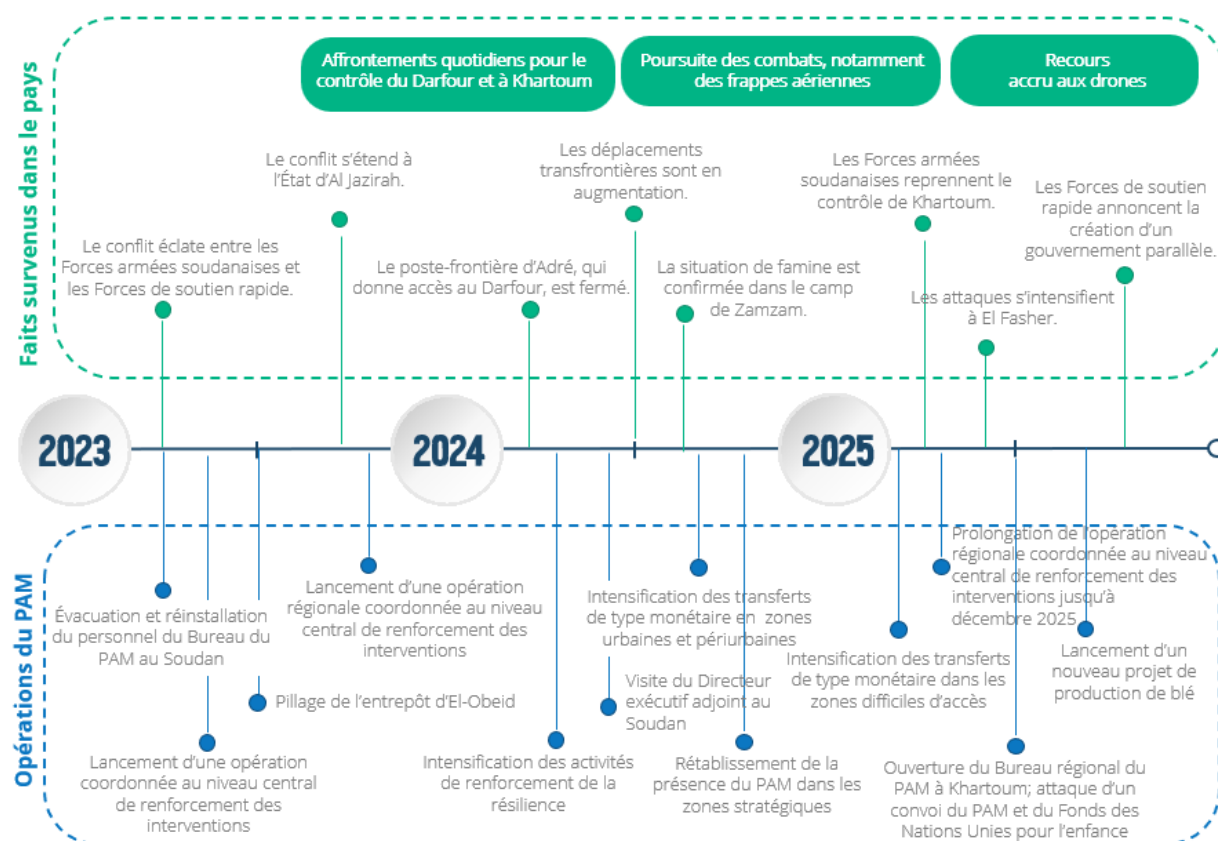 Faits survenus dans le pays
Affrontements quotidiens pour le
contrôle du Darfour et à Khartoum
Poursuite des combats, notamment
des frappes aériennes
Recours
accru aux drones
Le conflit éclate entre les
Forces armées soudanaises et
les Forces de soutien rapide.
Le conflit s’étend à
l’État d’Al Jazirah.
Le poste-frontière d’Adré, qui
donne accès au Darfour, est fermé.
Les déplacements
transfrontières sont en
augmentation.
La situation de famine est
confirmée dans le camp
de Zamzam.
Les Forces armées
soudanaises reprennent le
contrôle de Khartoum.
Les attaques s’intensifient
à El Fasher.
Les Forces de soutien
rapide annoncent la
création d’un
gouvernement parallèle.
2023
2024
2025
Opérations du PAM
Évacuation et réinstallation
du personnel du Bureau du
PAM au Soudan
Lancement d’une opération
coordonnée au niveau central
de renforcement des
interventions
Pillage de l’entrepôt d’El-Obeid
Lancement d’une opération
régionale coordonnée au niveau
central de renforcement des
interventions
Intensification des activités
de renforcement de la
résilience
Visite du Directeur
exécutif adjoint au
Soudan
Intensification des transferts
de type monétaire en zones
urbaines et périurbaines
Rétablissement de la
présence du PAM dans les
zones stratégiques
Intensification des transferts
de type monétaire dans les
zones difficiles d’accès
Prolongation de l’opération
régionale coordonnée au niveau
central de renforcement des
interventions jusqu’à
décembre 2025
Ouverture du Bureau régional du
PAM à Khartoum; attaque d’un
convoi du PAM et du Fonds des
Nations Unies pour l’enfance
Lancement d’un
nouveau projet de
production de blé